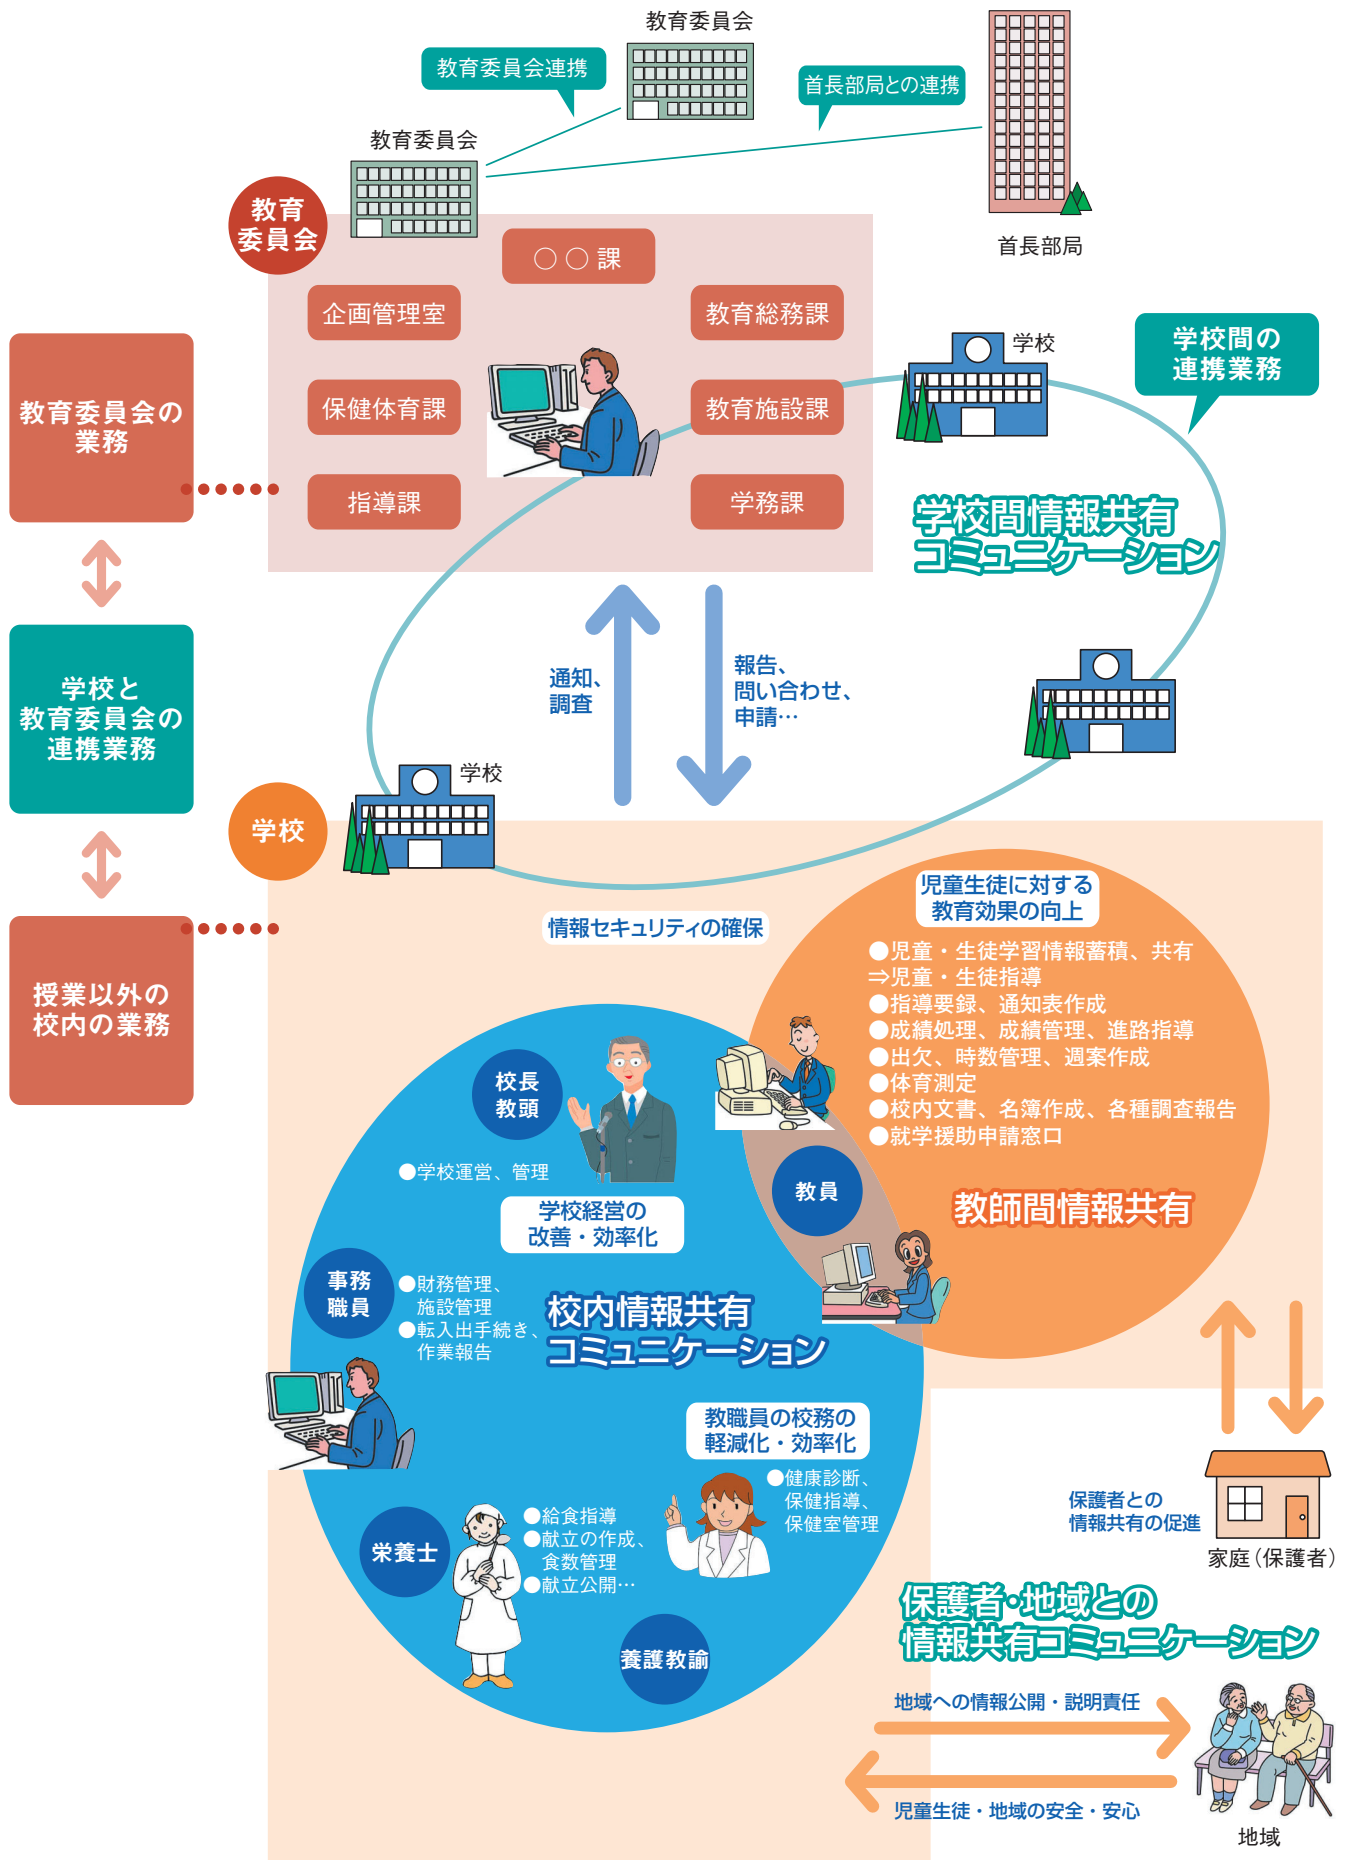 教育委員会
教育委員会連携
首長部局との連携
教育委員会
首長部局
教育
委員会
○○課
企画管理室
教育総務課
保健体育課
教育施設課
指導課
学務課
学校
学校間の
連携業務
教育委員会の
業務
学校間情報共有
コミュニケーション
学校と
教育委員会の
連携業務
通知、
調査
報告、
問い合わせ、
申請…
学校
学校
授業以外の
校内の業務
情報セキュリティの確保
児童生徒に対する
教育効果の向上
●児童・生徒学習情報蓄積、共有
⇒児童・生徒指導
●指導要録、通知表作成
●成績処理、成績管理、進路指導
●出欠、時数管理、週案作成
●体育測定
●校内文書、名簿作成、各種調査報告
●就学援助申請窓口
教師間情報共有
教員
校長
教頭
●学校運営、管理
学校経営の
改善・効率化
事務
職員
●財務管理、
施設管理
●転入出手続き、
作業報告
校内情報共有
コミュニケーション
教職員の校務の
軽減化・効率化
●健康診断、
保健指導、
保健室管理
栄養士
●給食指導
●献立の作成、
食数管理
●献立公開…
養護教諭
保護者との
情報共有の促進
家庭（保護者）
保護者・地域との
情報共有コミュニケーション
地域への情報公開・説明責任
児童生徒・地域の安全・安心
地域